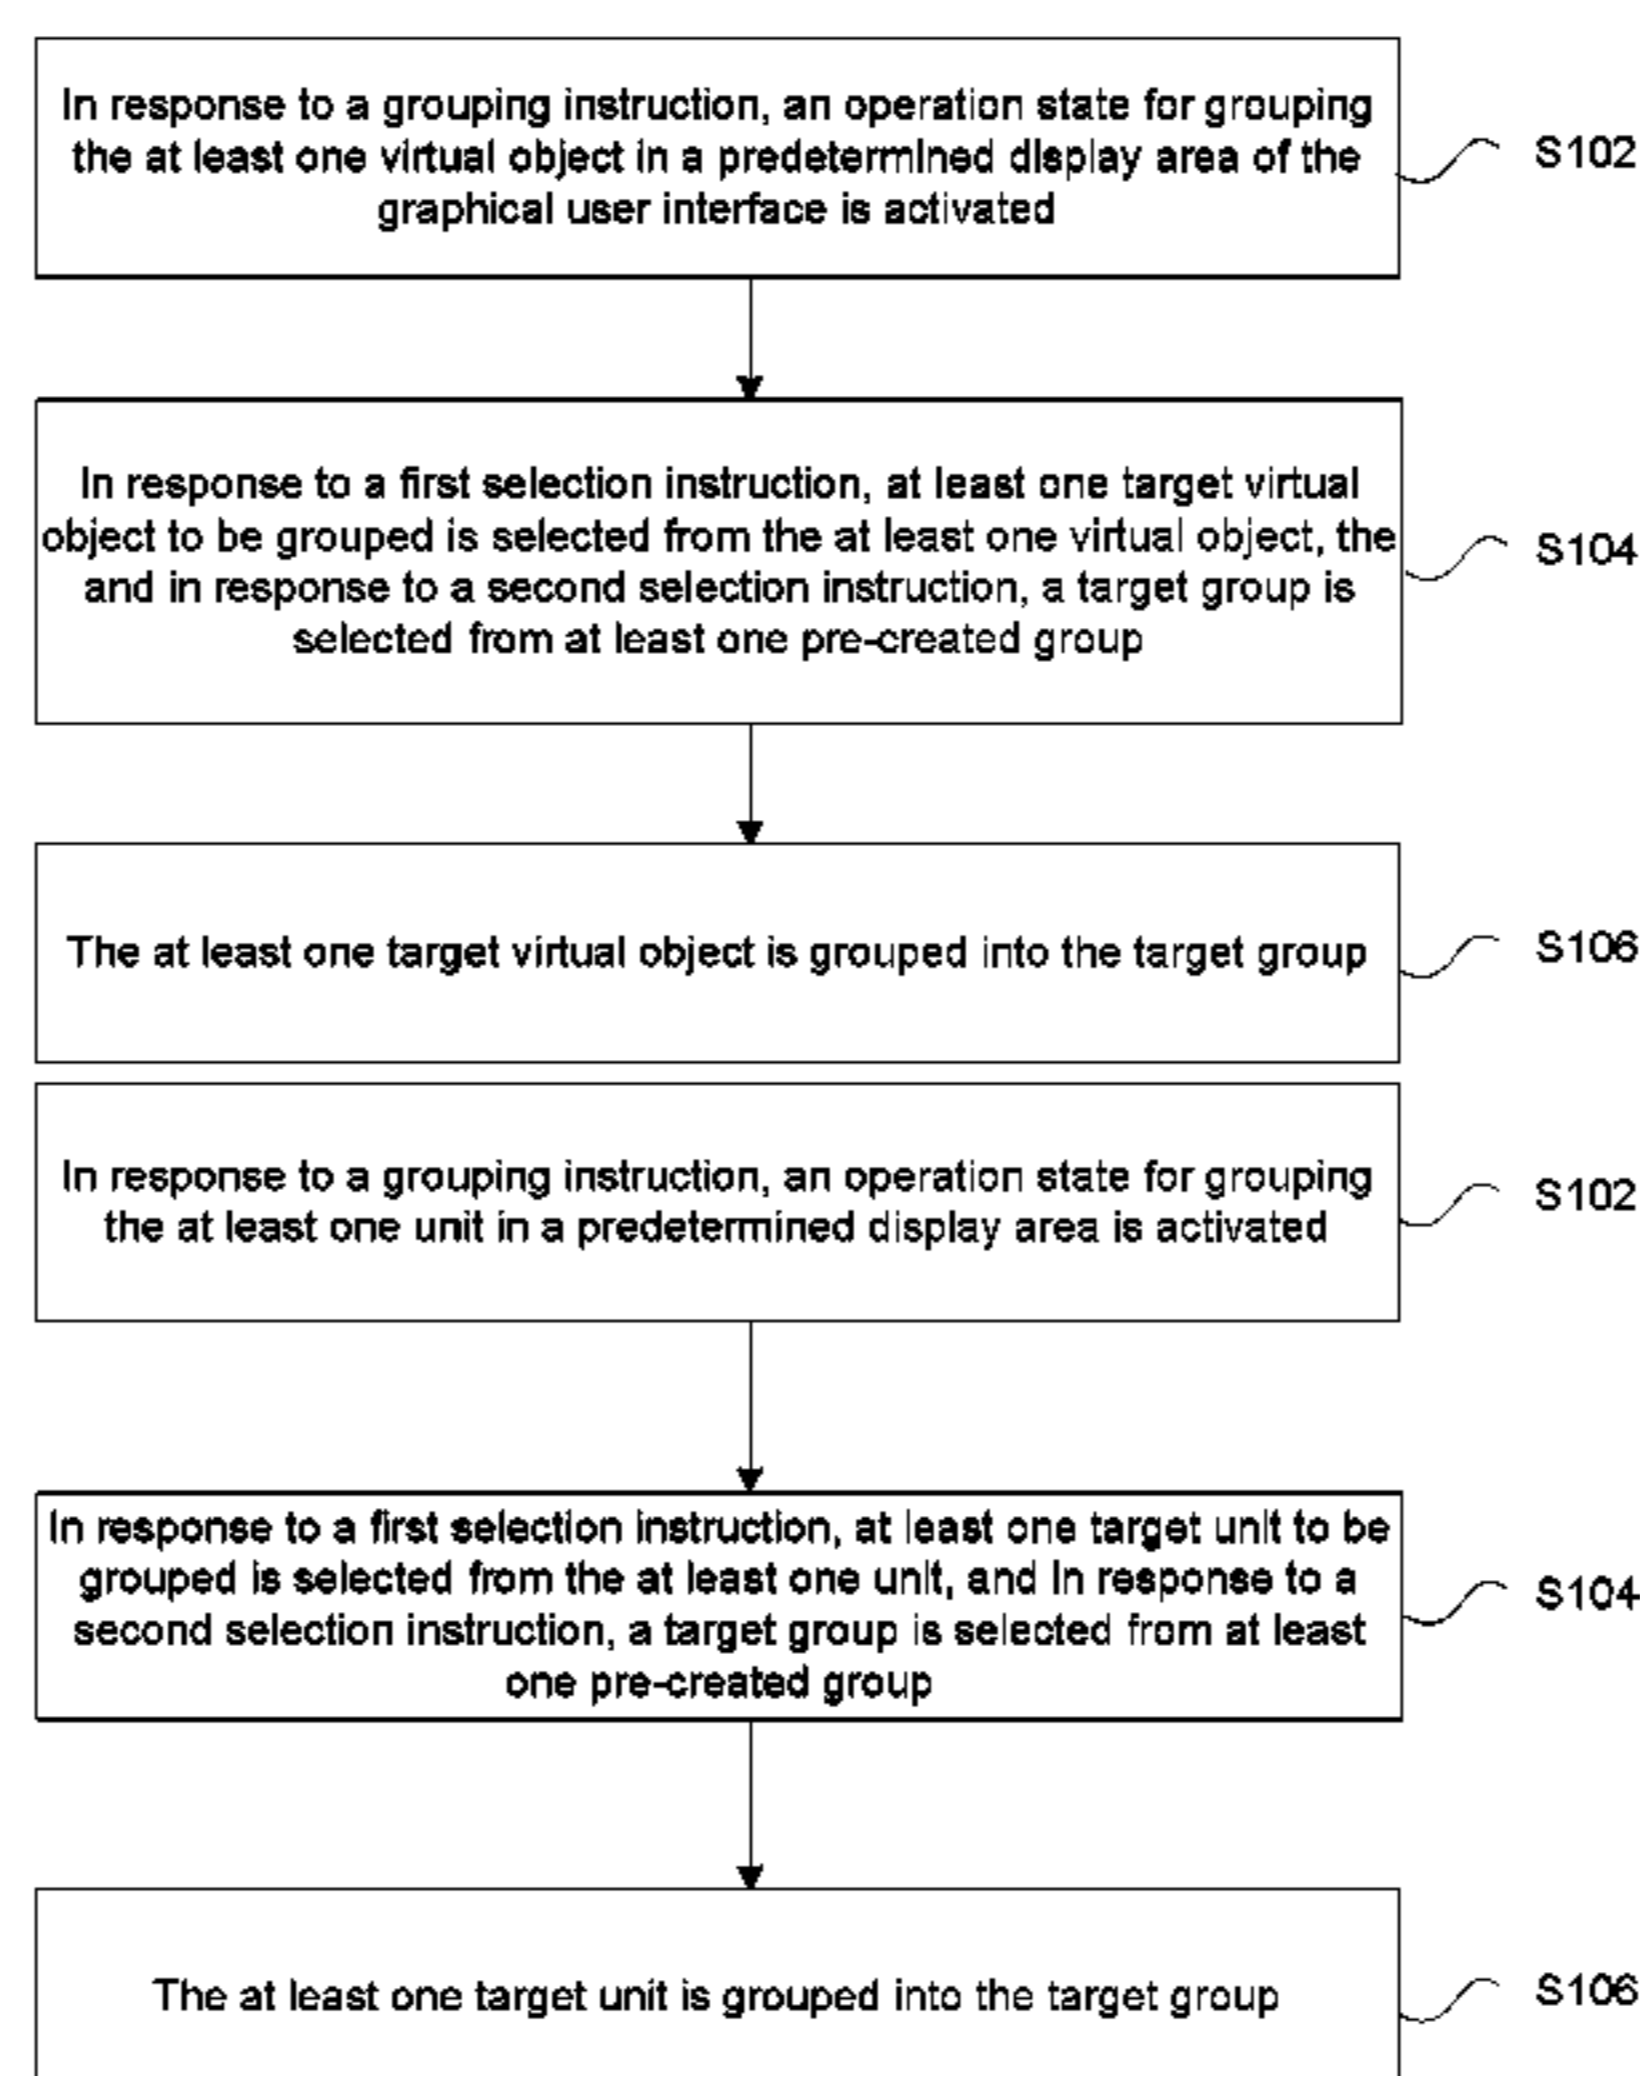 In response to a grouping instruction, an operation state for grouping
the at least one virtual object in a predetermined display area of the
graphical user interface is activated
S102
In response to a first selection instruction, at least one target virtual
object to be grouped is selected from the at least one virtual object, the
and in response to a second selection instruction, a target group is
selected from at least one pre-created group
S104
The at least one target virtual object is grouped into the target group
S106
In response to a grouping instruction, an operation state for grouping
the at least one unit in a predetermined display area is activated
S102
In response to a first selection instruction, at least one target unit to be
grouped is selected from the at least one unit, and in response to a
second selection instruction, a target group is selected from at least
one pre-created group
S104
The at least one target unit is grouped into the target group
S106